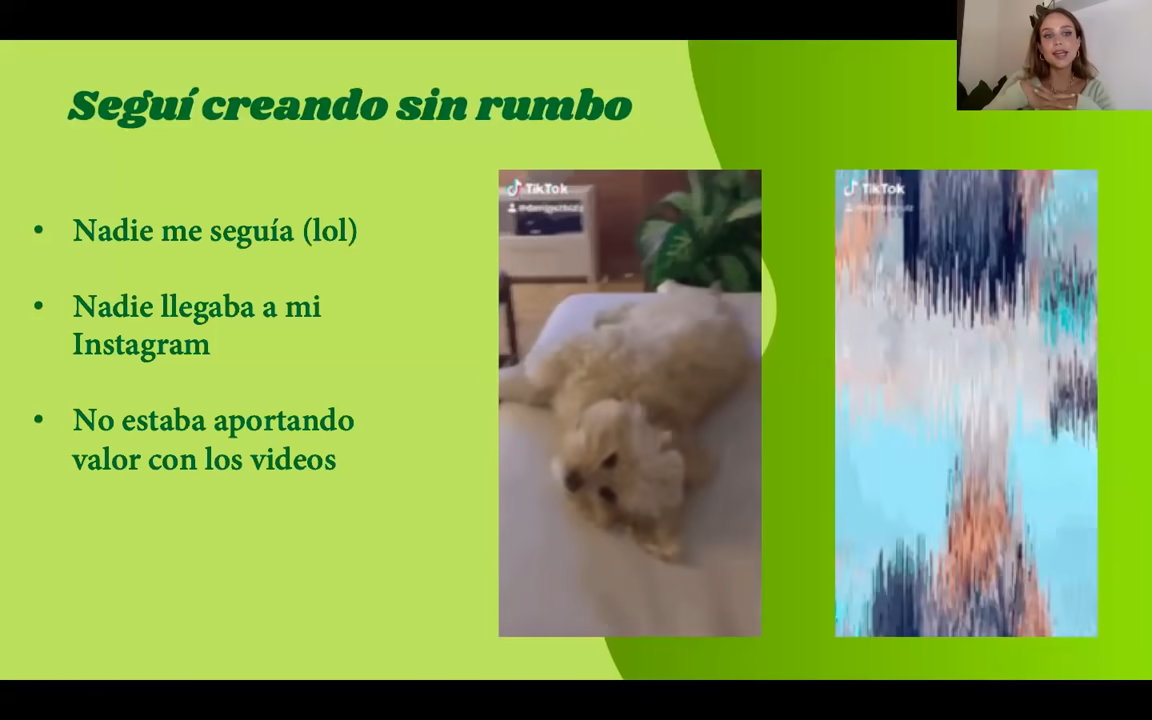 Seguí creando sin rumbo
• Nadie me seguía (lol)
• Nadie llegaba a mi
Instagram
• No estaba aportando
valor con los videos
TikTok
TikTok